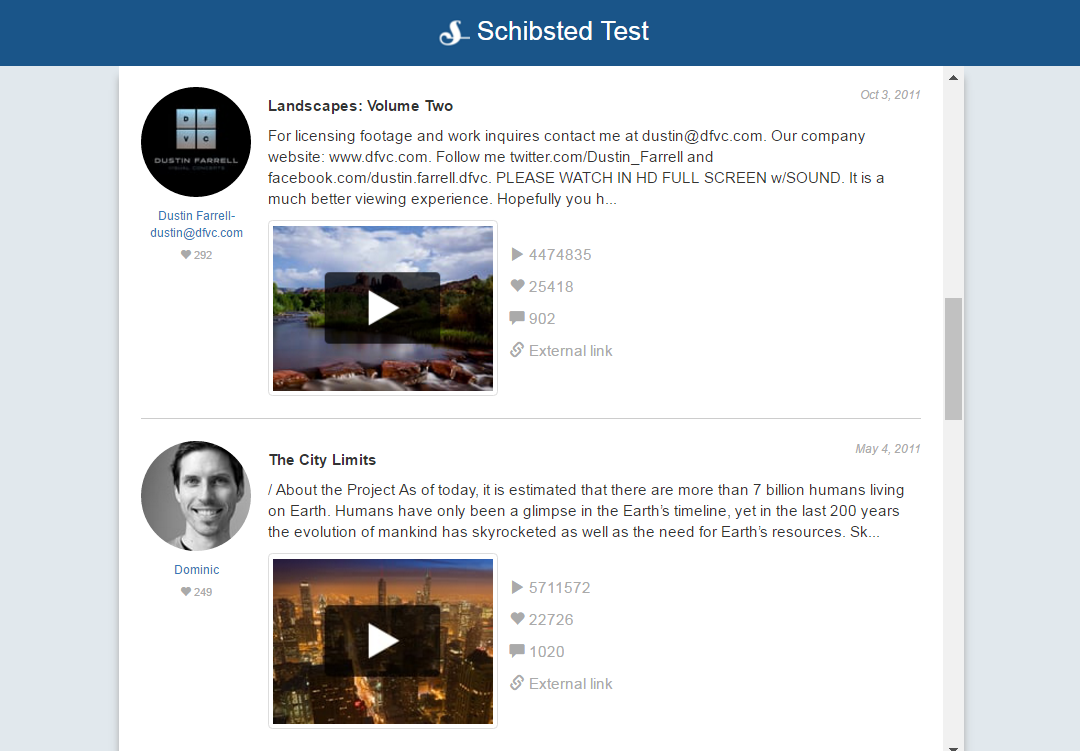 Schibsted Test
D F
V C
DUSTIN FARRELL
VISUAL CONCEPTS
Dustin Farrell-
dustin@dfvc.com
292
Oct 3, 2011
Landscapes: Volume Two
For licensing footage and work inquires contact me at dustin@dfvc.com. Our company
website: www.dfvc.com. Follow me twitter.com/Dustin_Farrell and
facebook.com/dustin.farrell.dfvc. PLEASE WATCH IN HD FULL SCREEN w/SOUND. It is a
much better viewing experience. Hopefully you h...
4474835
25418
902
External link
Dominic
249
May 4, 2011
The City Limits
/ About the Project As of today, it is estimated that there are more than 7 billion humans living
on Earth. Humans have only been a glimpse in the Earth’s timeline, yet in the last 200 years
the evolution of mankind has skyrocketed as well as the need for Earth’s resources. Sk...
5711572
22726
1020
External link